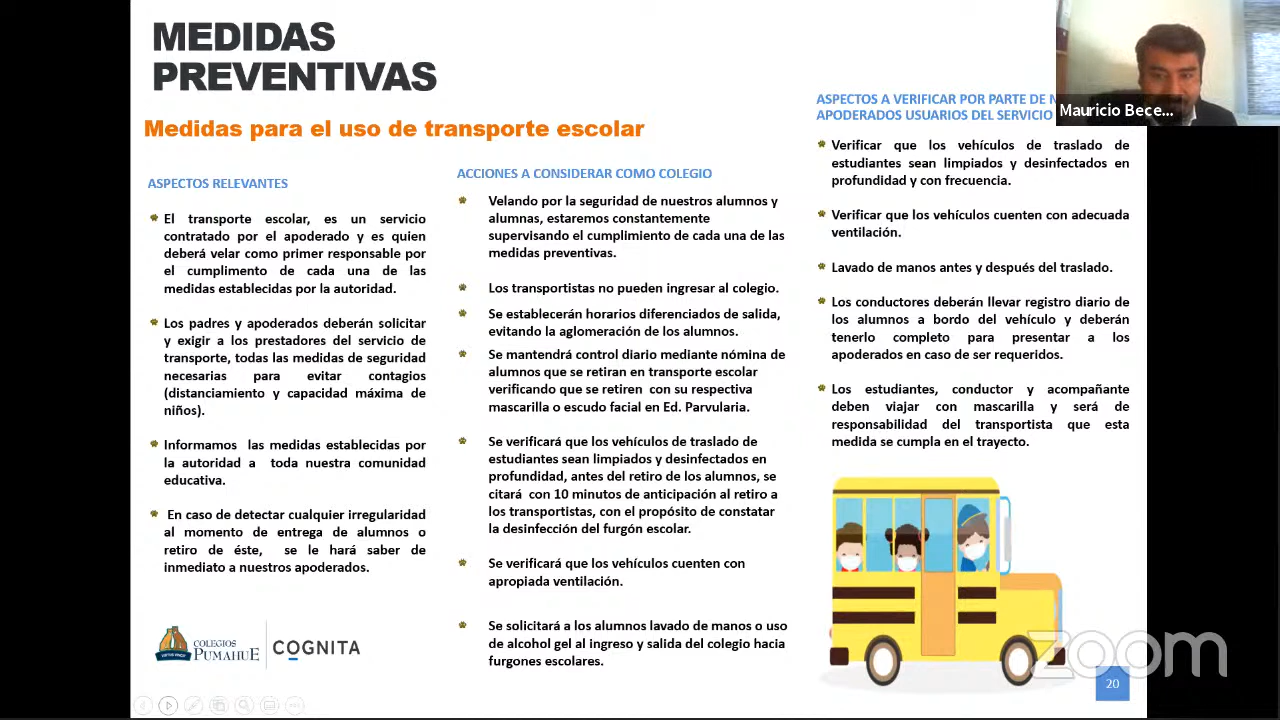 MEDIDAS
PREVENTIVAS
Medidas para el uso de transporte escolar
ASPECTOS RELEVANTES
El transporte escolar, es un servicio
contratado por el apoderado y es quien
deberá velar como primer responsable por
el cumplimento de cada una de las
medidas establecidas por la autoridad.
Los padres y apoderados deberán solicitar
y exigir a los prestadores del servicio de
transporte, todas las medidas de seguridad
necesarias para evitar contagios
(distanciamiento y capacidad máxima de
niños).
Informamos las medidas establecidas por
la autoridad a toda nuestra comunidad
educativa.
En caso de detectar cualquier irregularidad
al momento de entrega de alumnos o
retiro de éste, se le hará saber de
inmediato a nuestros apoderados.
COLEGIOS
PUMAHUE
COGNITA
ACCIONES A CONSIDERAR COMO COLEGIO
Velando por la seguridad de nuestros alumnos y
alumnas, estaremos constantemente
supervisando el cumplimiento de cada una de las
medidas preventivas.
Los transportistas no pueden ingresar al colegio.
Se establecerán horarios diferenciados de salida,
evitando la aglomeración de los alumnos.
Se mantendrá control diario mediante nómina de
alumnos que se retiran en transporte escolar
verificando que se retiren con su respectiva
mascarilla o escudo facial en Ed. Parvularia.
Se verificará que los vehículos de traslado de
estudiantes sean limpiados y desinfectados en
profundidad, antes del retiro de los alumnos, se
citará con 10 minutos de anticipación al retiro a
los transportistas, con el propósito de constatar
la desinfección del furgón escolar.
Se verificará que los vehículos cuenten con
apropiada ventilación.
Se solicitará a los alumnos lavado de manos o uso
de alcohol gel al ingreso y salida del colegio hacia
furgones escolares.
ASPECTOS A VERIFICAR POR PARTE DE
APODERADOS USUARIOS DEL SERVICIO
Verificar que los vehículos de traslado de
estudiantes sean limpiados y desinfectados en
profundidad y con frecuencia.
Verificar que los vehículos cuenten con adecuada
ventilación.
Lavado de manos antes y después del traslado.
Los conductores deberán llevar registro diario de
los alumnos a bordo del vehículo y deberán
tenerlo completo para presentar a los
apoderados en caso de ser requeridos.
Los estudiantes, conductor y acompañante
deben viajar con mascarilla y será de
responsabilidad del transportista que esta
medida se cumpla en el trayecto.
Mauricio Bece...
zoom
20